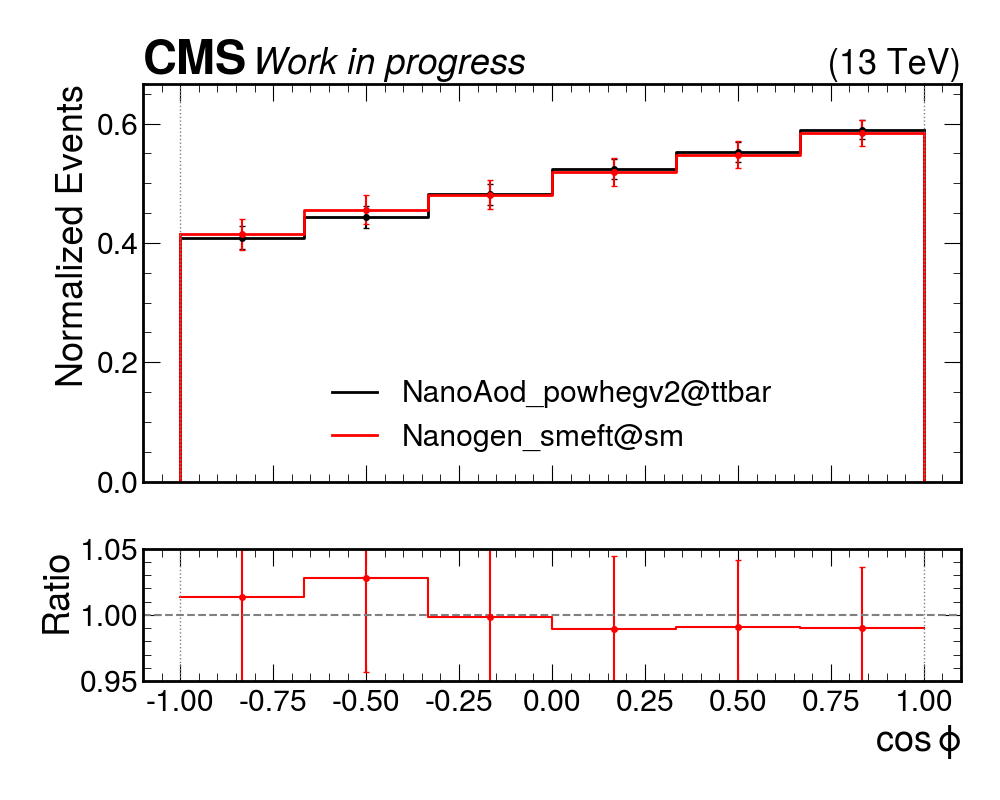 CMS Work in progress (13 TeV)
Normalized Events
0.6
0.4
0.2
0.0
NanoAod_powhegv2@ttbar
Nanogen_smeft@sm
Ratio
1.05
1.00
0.95
-1.00 -0.75 -0.50 -0.25 0.00 0.25 0.50 0.75 1.00
cos ϕ